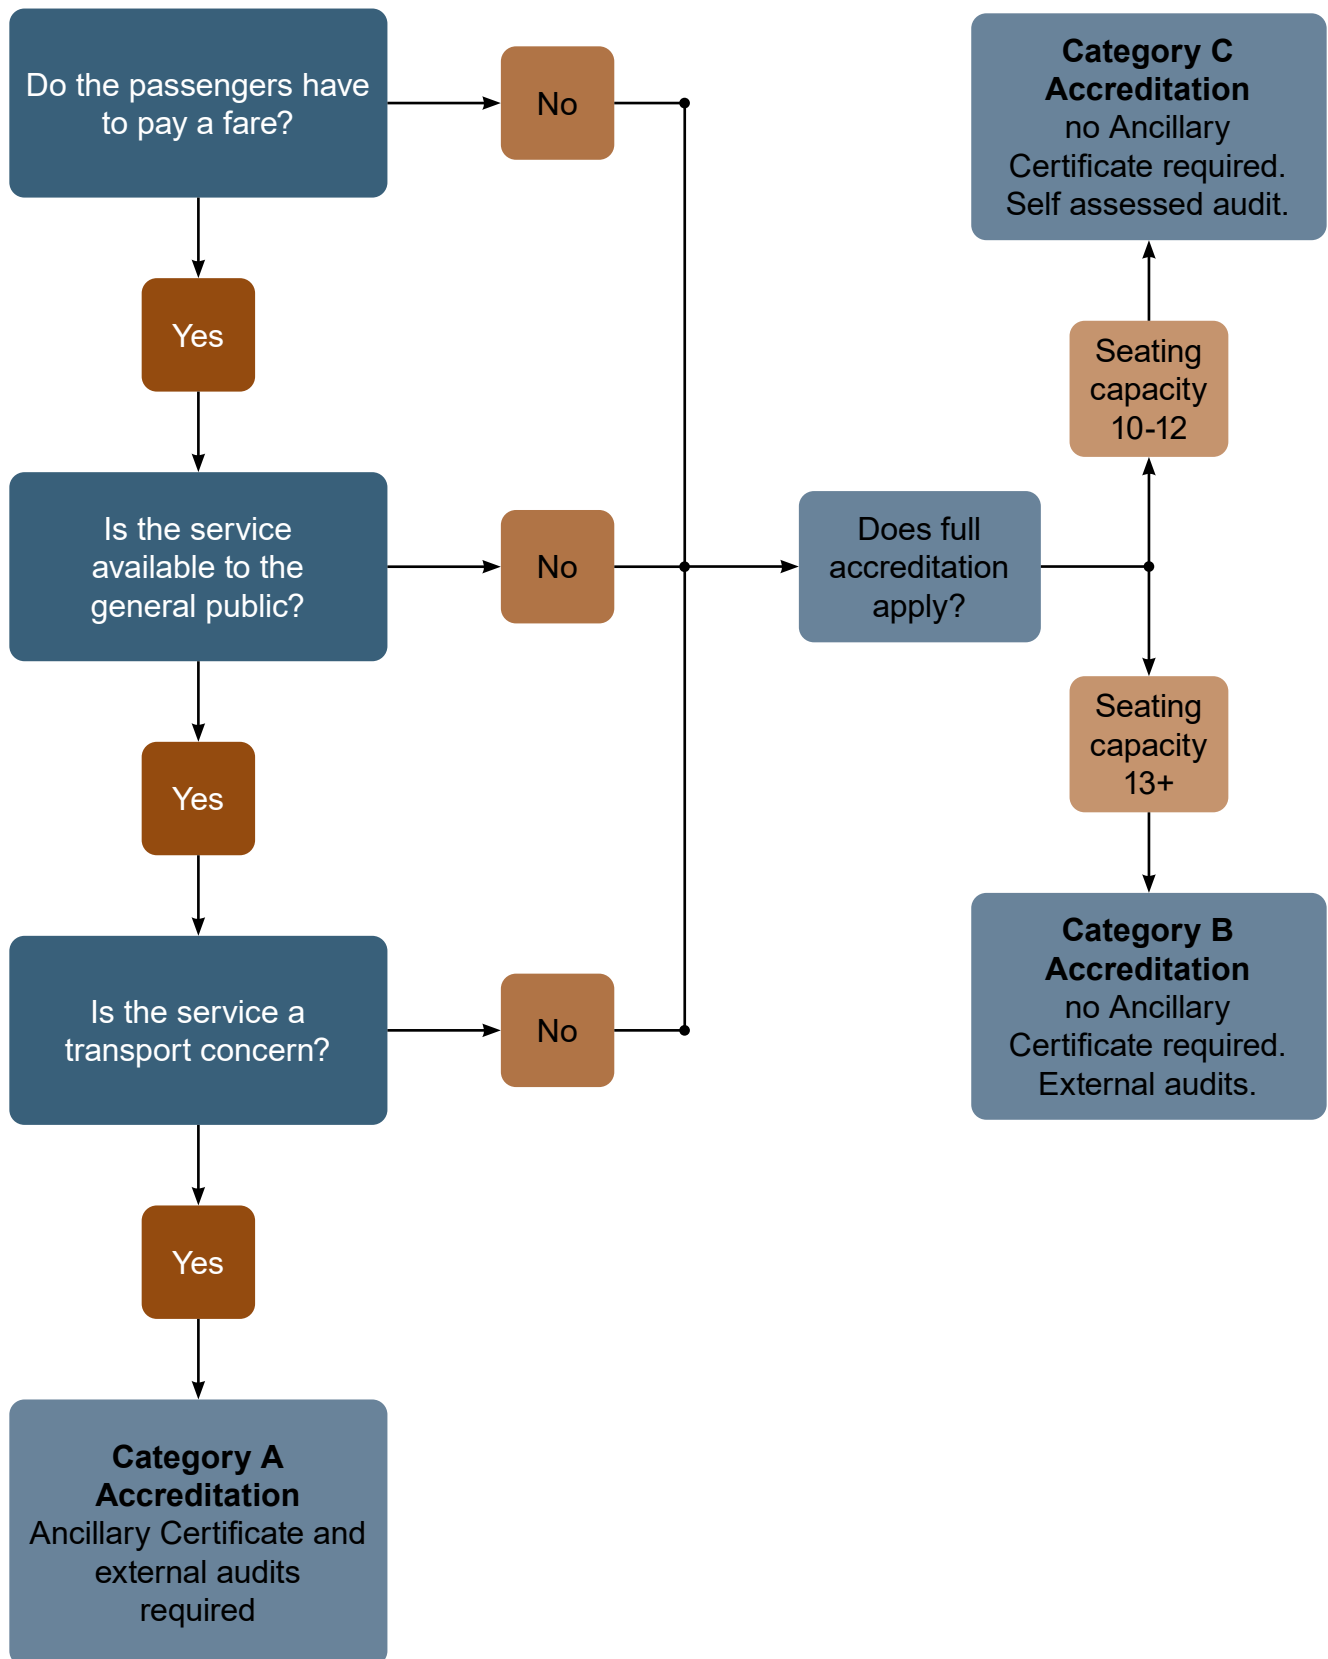 Do the passengers have
to pay a fare?
No
Yes
Is the service
available to the
general public?
No
Yes
Is the service a
transport concern?
No
Yes
Category A
Accreditation
Ancillary Certificate and
external audits
required
Does full
accreditation
apply?
Category C
Accreditation
no Ancillary
Certificate required.
Self assessed audit.
Seating
capacity
10-12
Seating
capacity
13+
Category B
Accreditation
no Ancillary
Certificate required.
External audits.